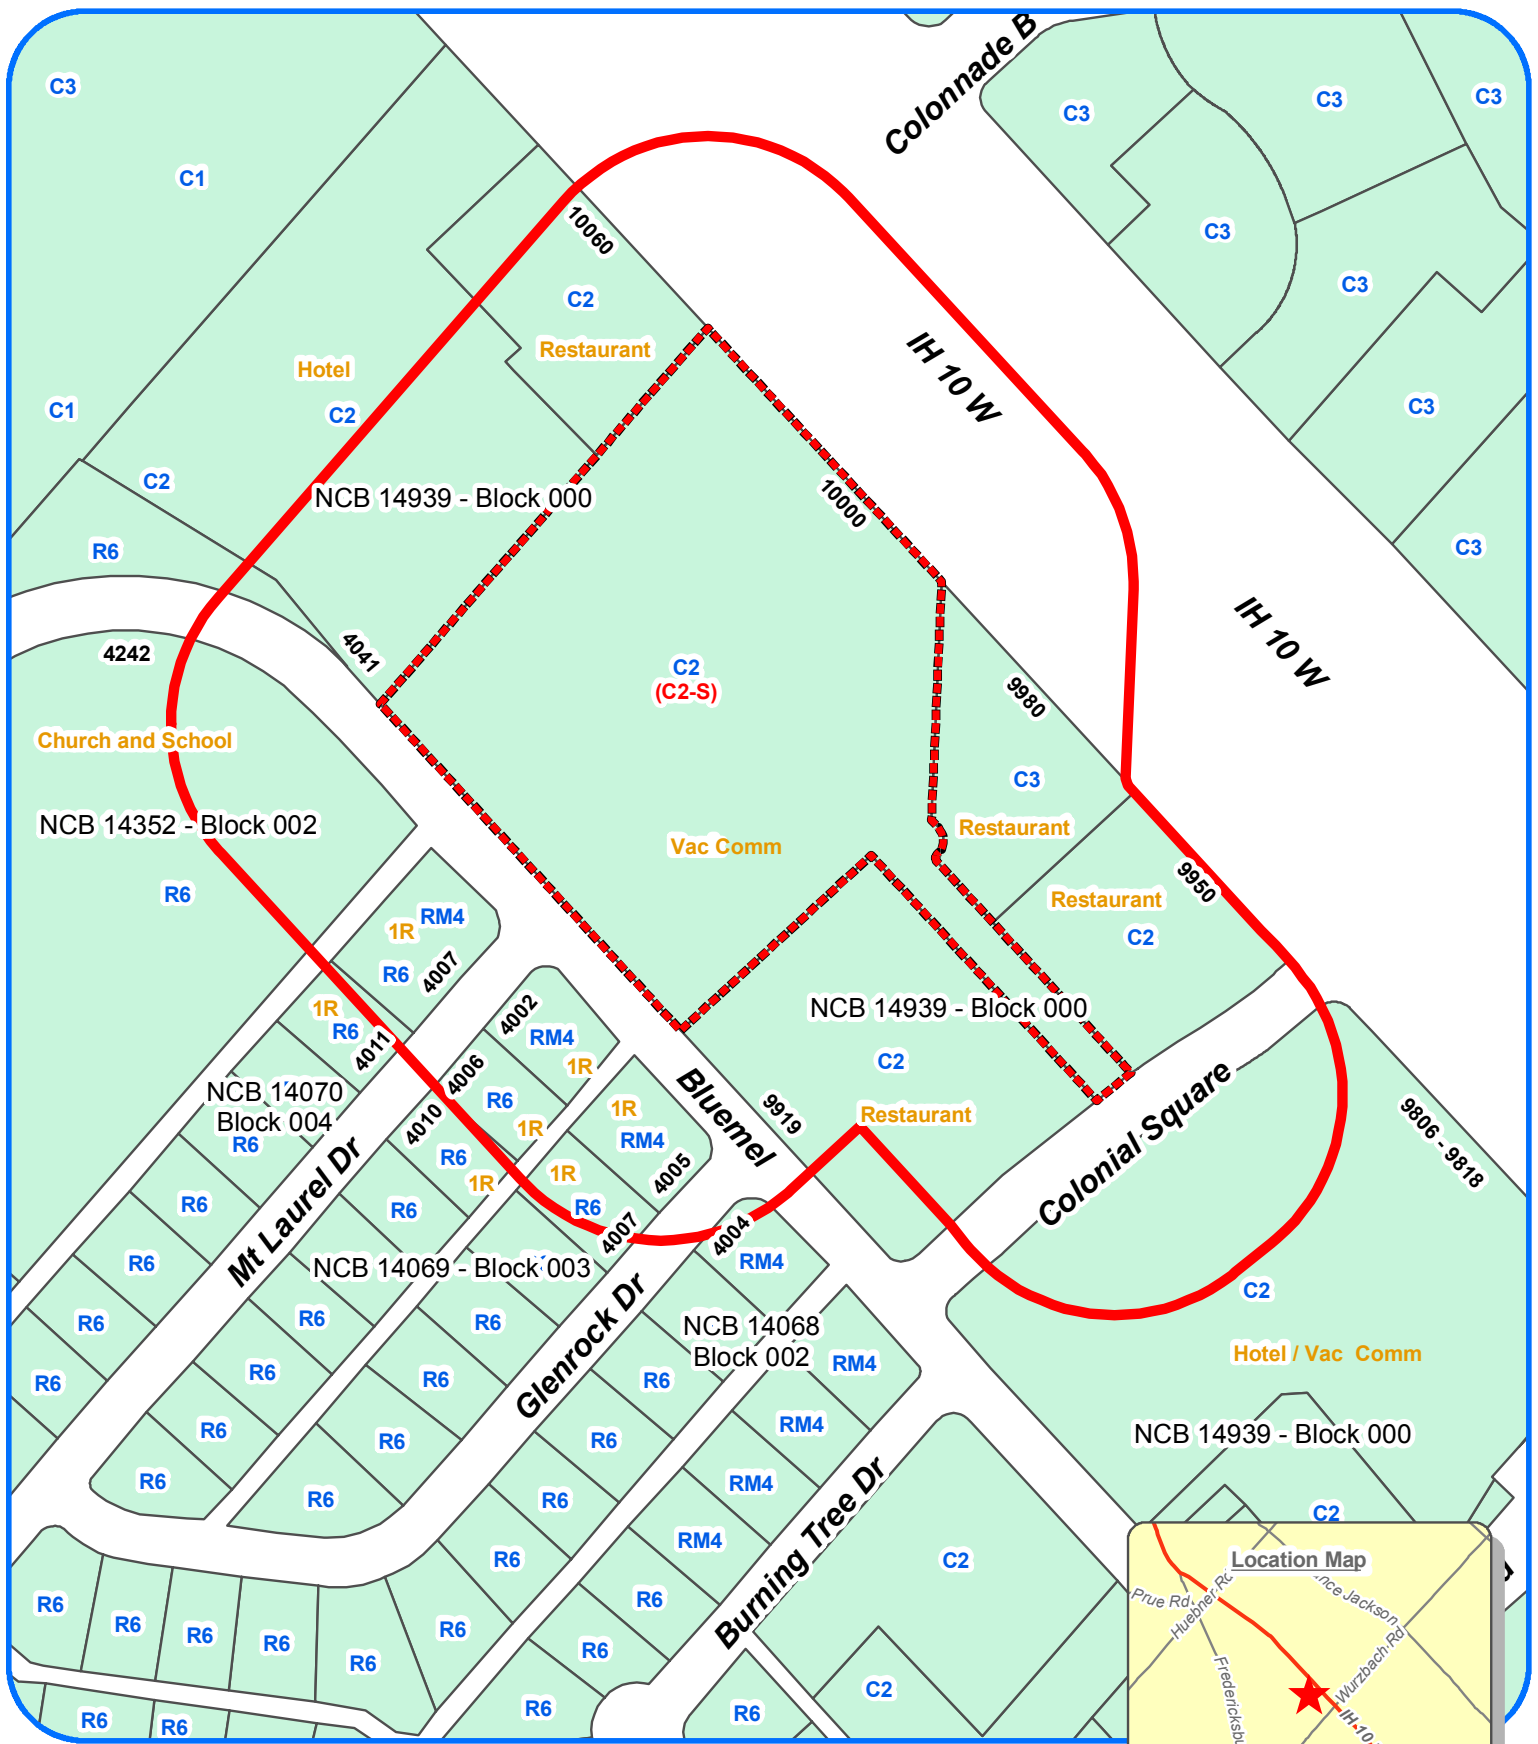 Colonnade B
C3
C3
C3
C3
C1
C3
10060
C3
C2
Restaurant
IH 10 W
Hotel
C2
C1
C3
C2
NCB 14939 - Block 000
10000
R6
C3
IH 10 W
4242
4041
C2
(C2-S)
9980
Church and School
C3
NCB 14352 - Block 002
Restaurant
Vac Comm
9950
R6
Restaurant
RM4
1R
C2
R6
4007
1R
R6
4002
NCB 14939 - Block 000
RM4
4011
C2
1R
4006
NCB 14070
Block 004
R6
R6
4010
1R
1R
RM4
Bluemel
9919
Restaurant
Colonial Square
9806 - 9818
R6
1R
1R
4005
R6
R6
R6
4007
4004
Mt Laurel Dr
R6
NCB 14069 - Block 003
RM4
C2
R6
R6
R6
Glenrock Dr
NCB 14068
Block 002
Hotel / Vac Comm
RM4
R6
R6
R6
R6
RM4
R6
R6
R6
NCB 14939 - Block 000
R6
R6
R6
RM4
Burning Tree Dr
C2
RM4
R6
C2
R6
R6
R6
R6
R6
R6
R6
R6
C2
R6
R6
R6
R6
Location Map
Prue Rd
Huebner Rd
nce Jackson
Wurzbach Rd
Fredericksbu
IH 10